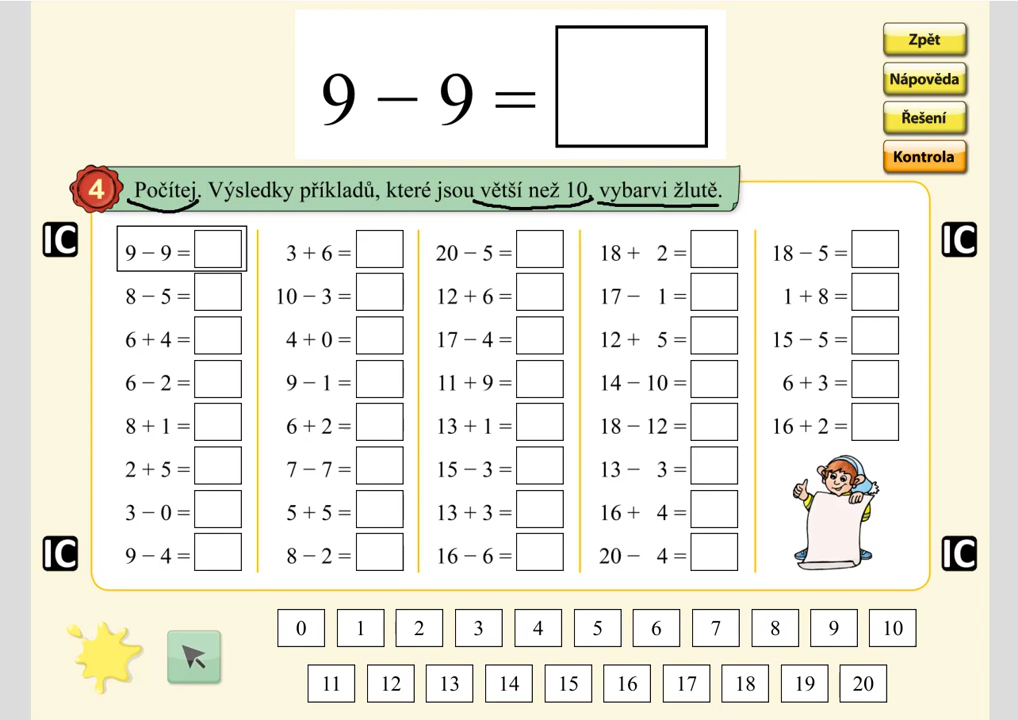 9 − 9 =
Zpět
Nápověda
Řešení
Kontrola
4 Počítej. Výsledky příkladů, které jsou větší než 10, vybarvi žlutě.
IC
IC
9 − 9 =
8 − 5 =
6 + 4 =
6 − 2 =
8 + 1 =
2 + 5 =
3 − 0 =
9 − 4 =
3 + 6 =
10 − 3 =
4 + 0 =
9 − 1 =
6 + 2 =
7 − 7 =
5 + 5 =
8 − 2 =
20 − 5 =
12 + 6 =
17 − 4 =
11 + 9 =
13 + 1 =
15 − 3 =
13 + 3 =
16 − 6 =
18 + 2 =
17 − 1 =
12 + 5 =
14 − 10 =
18 − 12 =
13 − 3 =
16 + 4 =
20 − 4 =
18 − 5 =
1 + 8 =
15 − 5 =
6 + 3 =
16 + 2 =
IC
IC
0 1 2 3 4 5 6 7 8 9 10
11 12 13 14 15 16 17 18 19 20